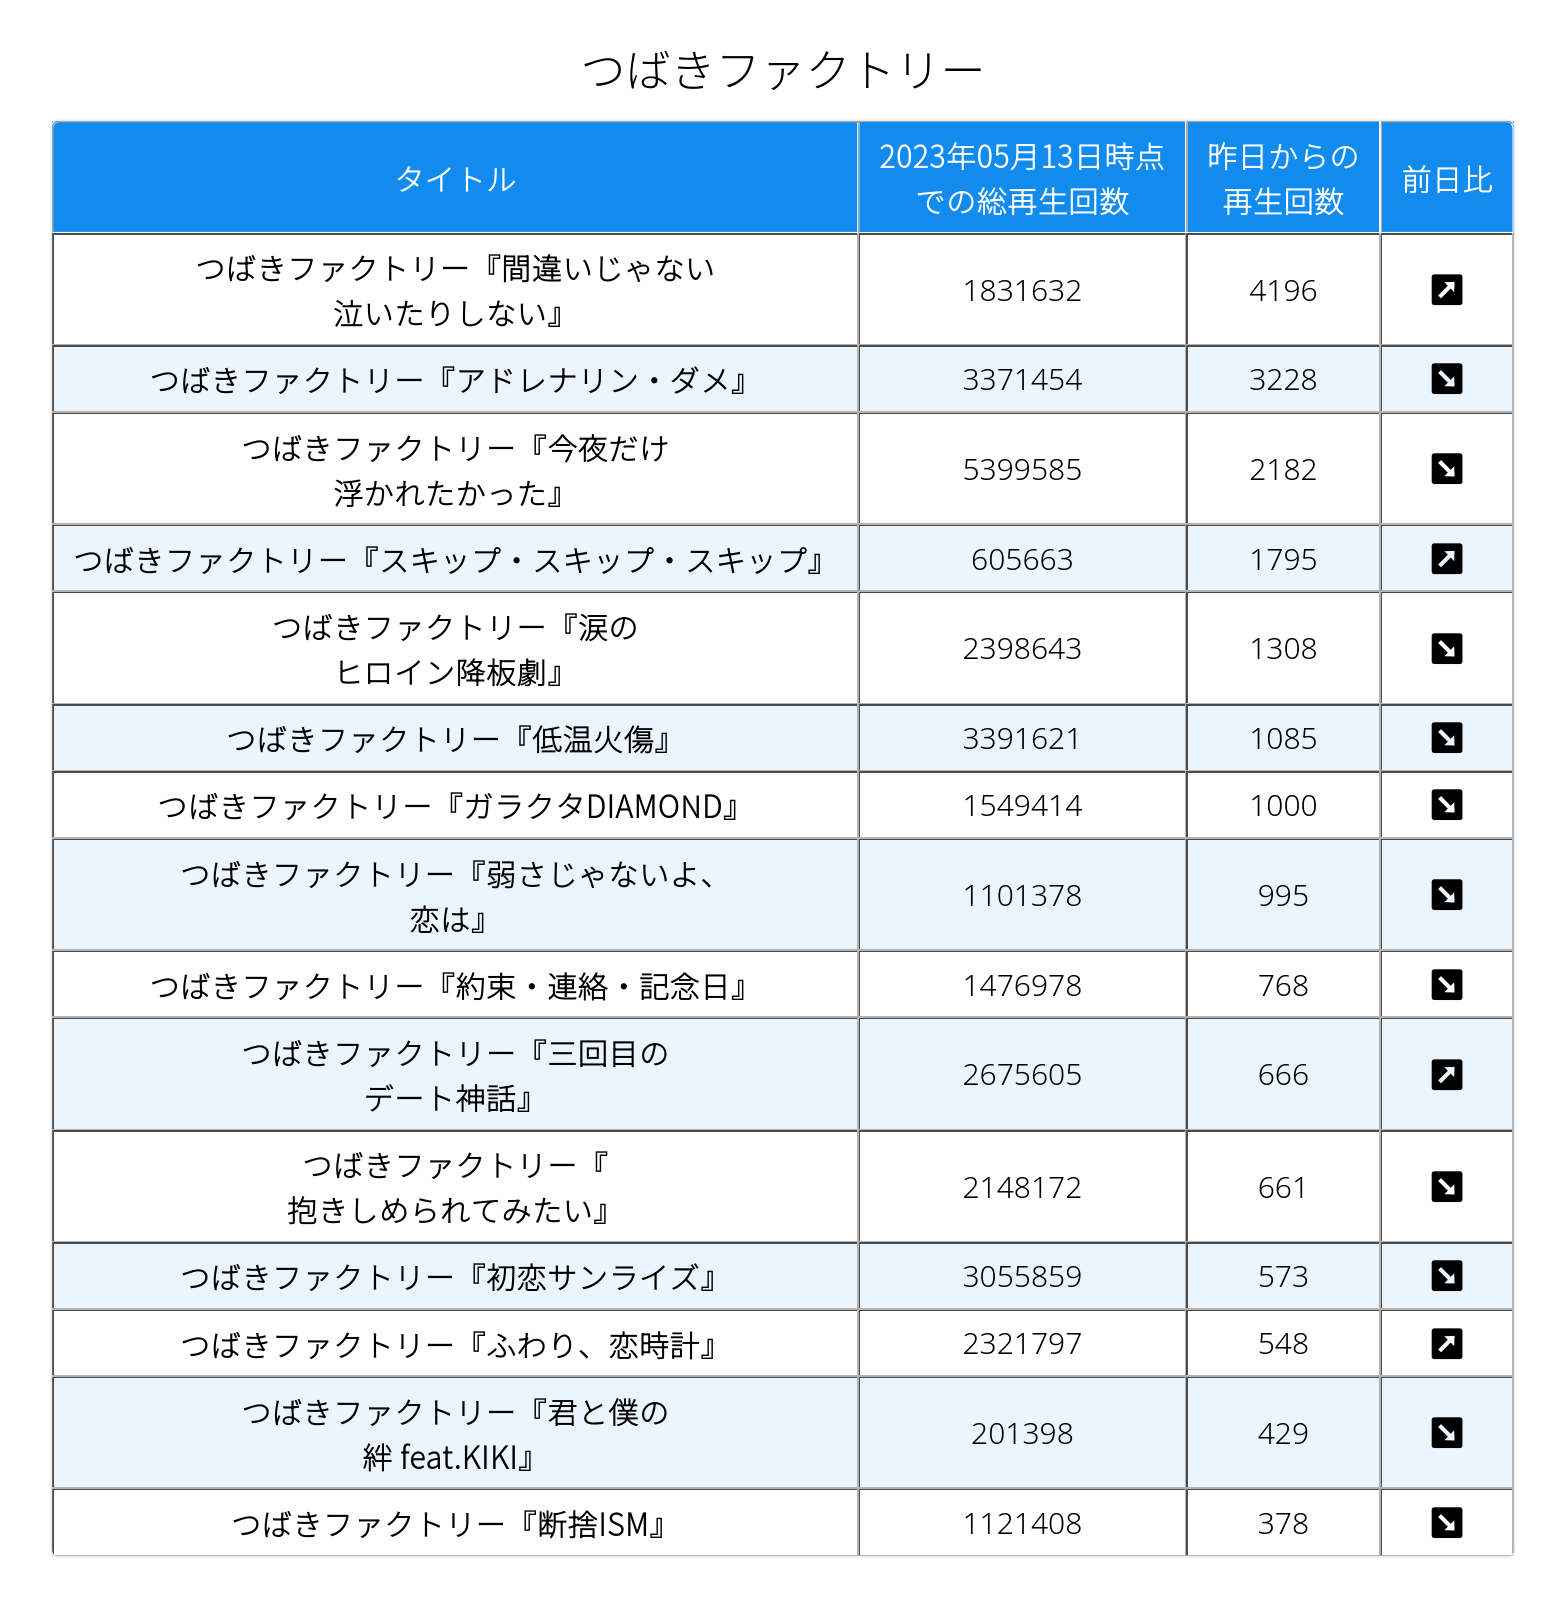 つばきファクトリー
タイトル
2023年05月13日時点
での総再生回数
昨日からの
再生回数
前日比
つばきファクトリー『間違いじゃない
泣いたりしない』
1831632
4196
つばきファクトリー『アドレナリン・ダメ』
3371454
3228
つばきファクトリー『今夜だけ
浮かれたかった』
5399585
2182
つばきファクトリー『スキップ・スキップ・スキップ』
605663
1795
つばきファクトリー『涙の
ヒロイン降板劇』
2398643
1308
つばきファクトリー『低温火傷』
3391621
1085
つばきファクトリー『ガラクタDIAMOND』
1549414
1000
つばきファクトリー『弱さじゃないよ、
恋は』
1101378
995
つばきファクトリー『約束・連絡・記念日』
1476978
768
つばきファクトリー『三回目の
デート神話』
2675605
666
つばきファクトリー『
抱きしめられてみたい』
2148172
661
つばきファクトリー『初恋サンライズ』
3055859
573
つばきファクトリー『ふわり、恋時計』
2321797
548
つばきファクトリー『君と僕の
絆 feat.KIKI』
201398
429
つばきファクトリー『断捨ISM』
1121408
378